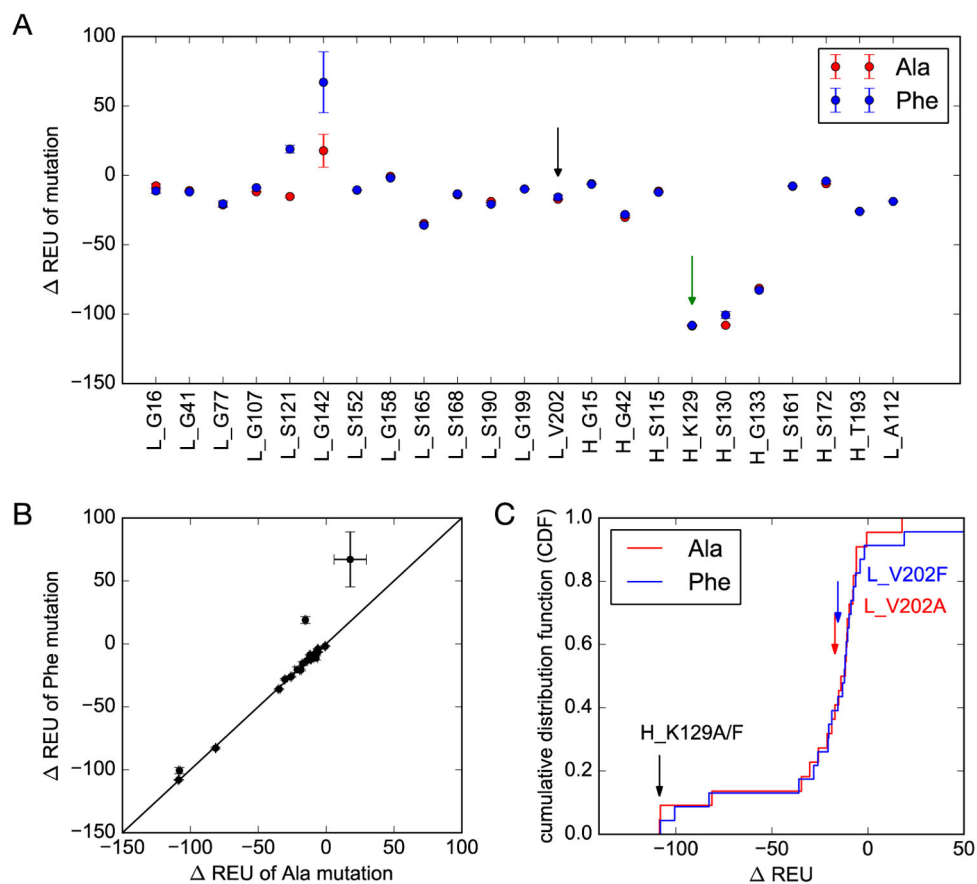 A
100
50
0
−50
−100
−150
Δ REU of mutation
Ala
Phe
L_G16
L_G41
L_G77
L_G107
L_S121
L_G142
L_S152
L_G158
L_S165
L_S168
L_S190
L_G199
L_V202
H_G15
H_G42
H_S115
H_K129
H_S130
H_G133
H_S161
H_S172
H_T193
L_A112
B
100
50
0
−50
−100
−150
Δ REU of Phe mutation
−150
−100
−50
0
50
100
Δ REU of Ala mutation
C
1.0
0.8
0.6
0.4
0.2
0.0
cumulative distribution function (CDF)
Ala
Phe
L_V202F
L_V202A
H_K129A/F
−100
−50
0
50
Δ REU